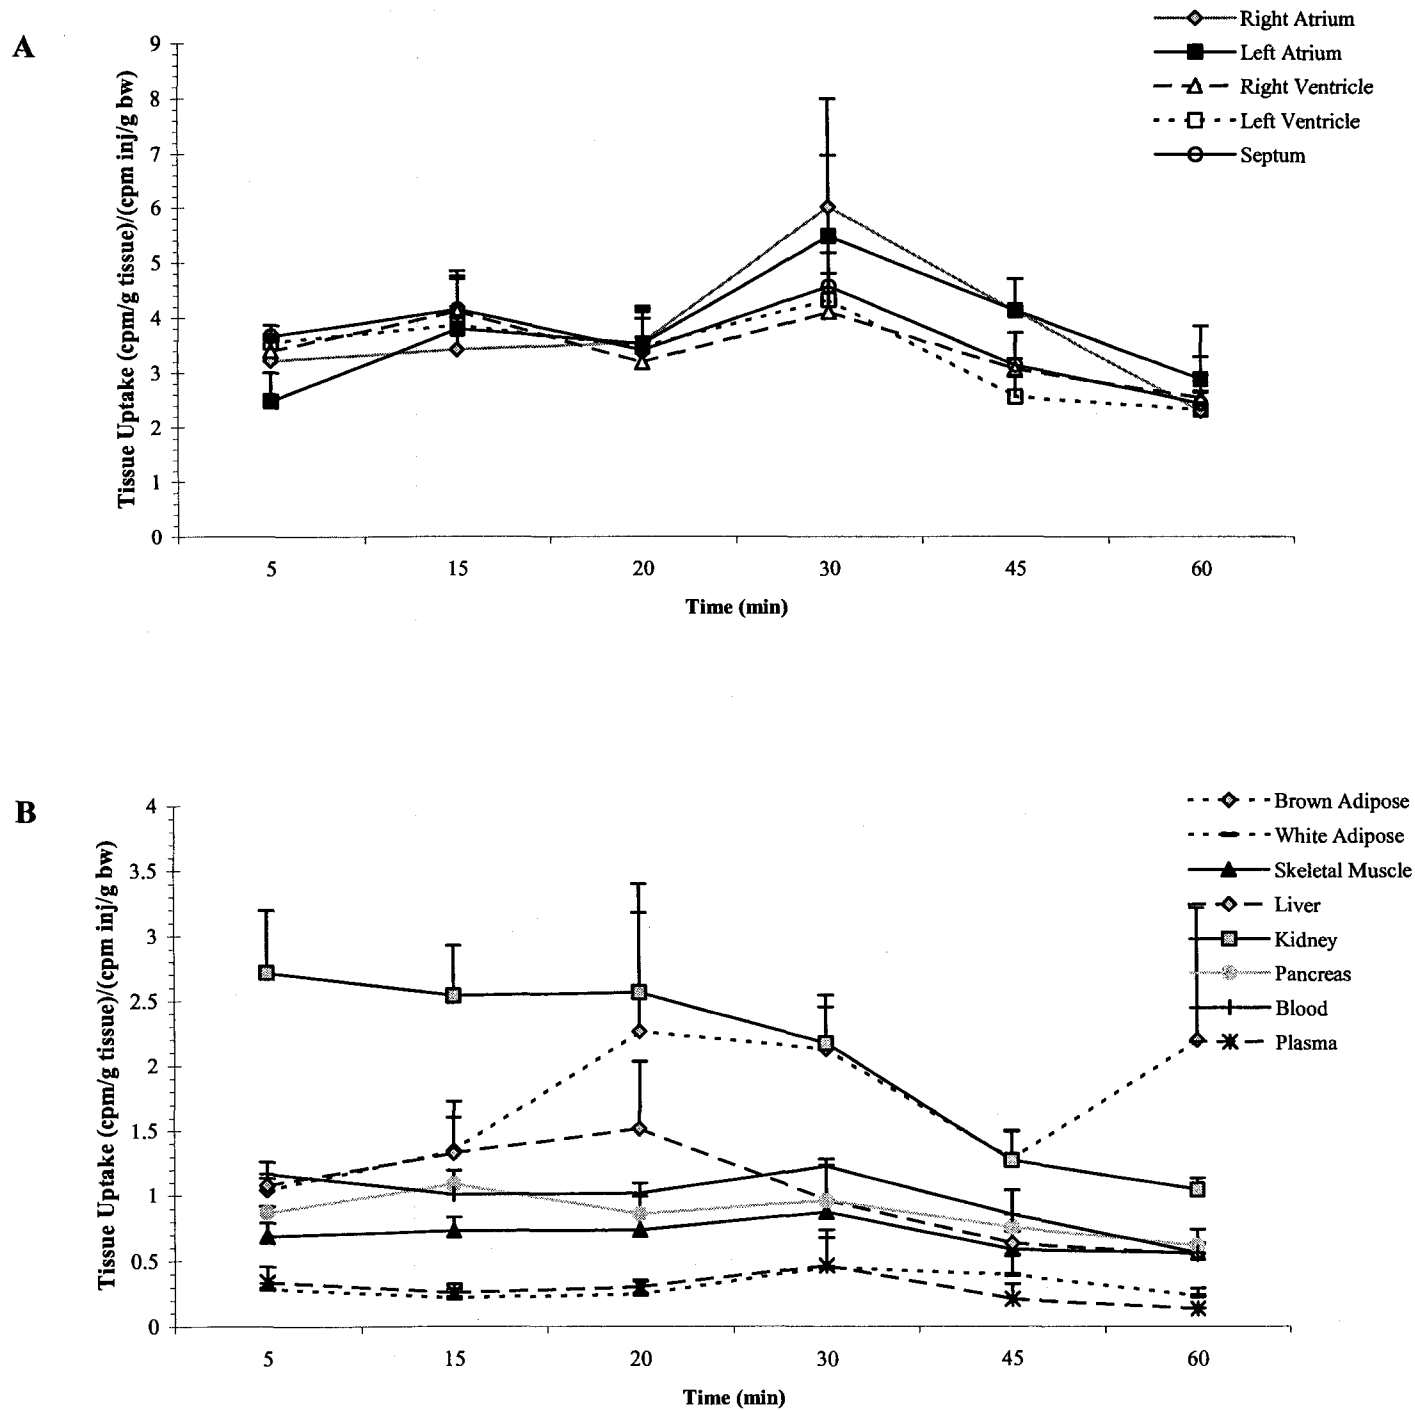 A
Right Atrium
Left Atrium
Right Ventricle
Left Ventricle
Septum
Tissue Uptake (cpm/g tissue)/(cpm inj/g bw)
9
8
7
6
5
4
3
2
1
0
5 15 20 30 45 60
Time (min)
B
Brown Adipose
White Adipose
Skeletal Muscle
Liver
Kidney
Pancreas
Blood
Plasma
Tissue Uptake (cpm/g tissue)/(cpm inj/g bw)
4
3.5
3
2.5
2
1.5
1
0.5
0
5 15 20 30 45 60
Time (min)